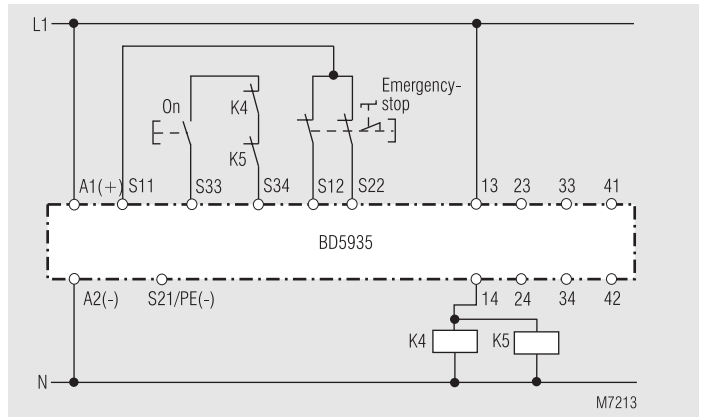 L1
Emergency-
stop
On
K4
K5
A1(+) S11 S33 S34 S12 S22 13 23 33 41
BD5935
A2(-) S21/PE(-) 14 24 34 42
K4 K5
N
M7213